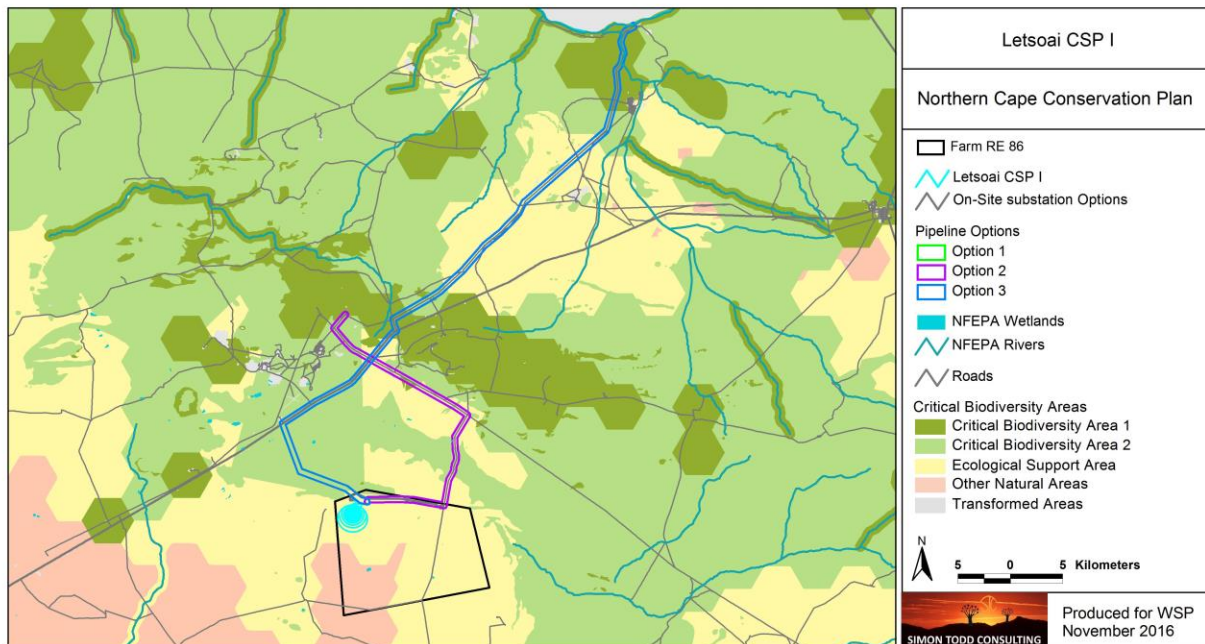 Letsoai CSP I
Northern Cape Conservation Plan
Farm RE 86
Letsoai CSP I
On-Site substation Options
Pipeline Options
Option 1
Option 2
Option 3
NFEPA Wetlands
NFEPA Rivers
Roads
Critical Biodiversity Areas
Critical Biodiversity Area 1
Critical Biodiversity Area 2
Ecological Support Area
Other Natural Areas
Transformed Areas
N
5 0 5 Kilometers
SIMON TODD CONSULTING
Produced for WSP
November 2016